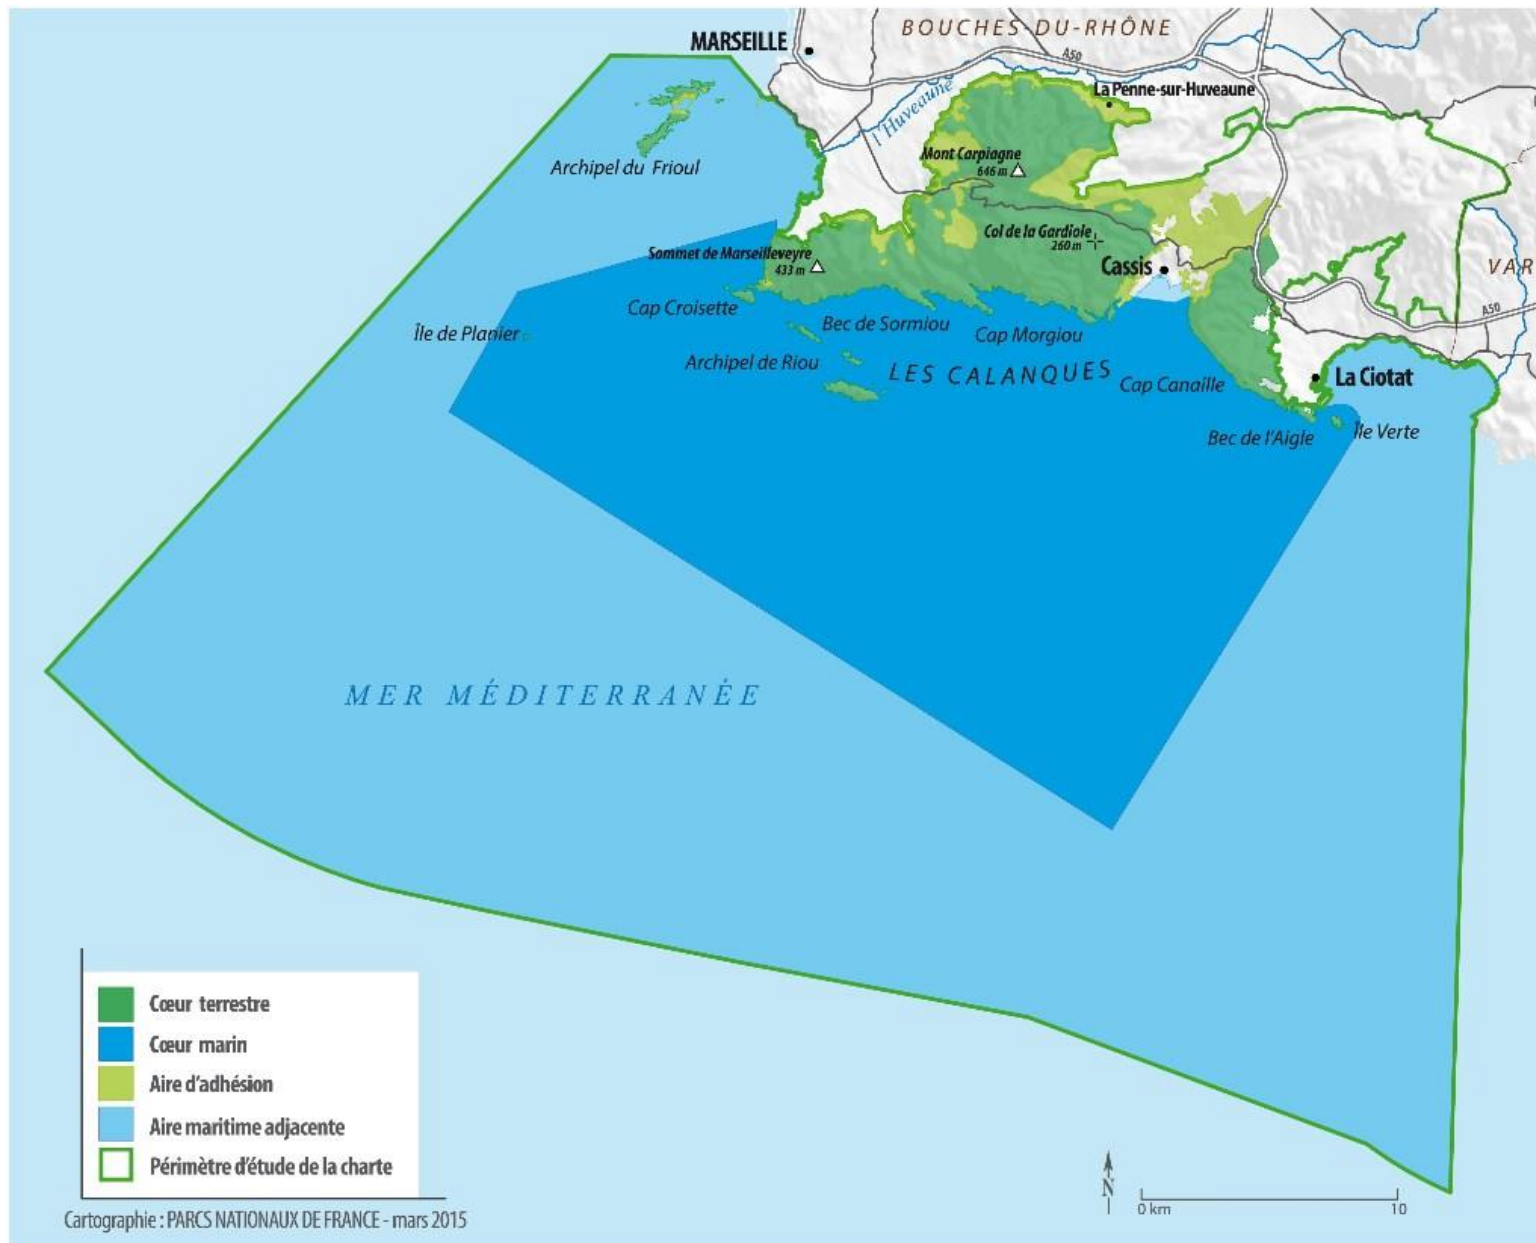 MARSEILLE
BOUCHES-DU-RHÔNE
A50
La Penne-sur-Huveaune
l'Huveaune
Archipel du Frioul
Mont Carpiagne
646 m
Col de la Gardiole
260 m
Sommet de Marseilleveyre
433 m
Cassis
VAR
A50
Cap Croisette
Île de Planier
Bec de Sormiou
Cap Morgiou
Archipel de Riou
LES CALANQUES
Cap Canaille
La Ciotat
Bec de l'Aigle
Île Verte
MER MÉDITERRANÉE
Cœur terrestre
Cœur marin
Aire d'adhésion
Aire maritime adjacente
Périmètre d'étude de la charte
Cartographie : PARCS NATIONAUX DE FRANCE - mars 2015
N
0 km 10